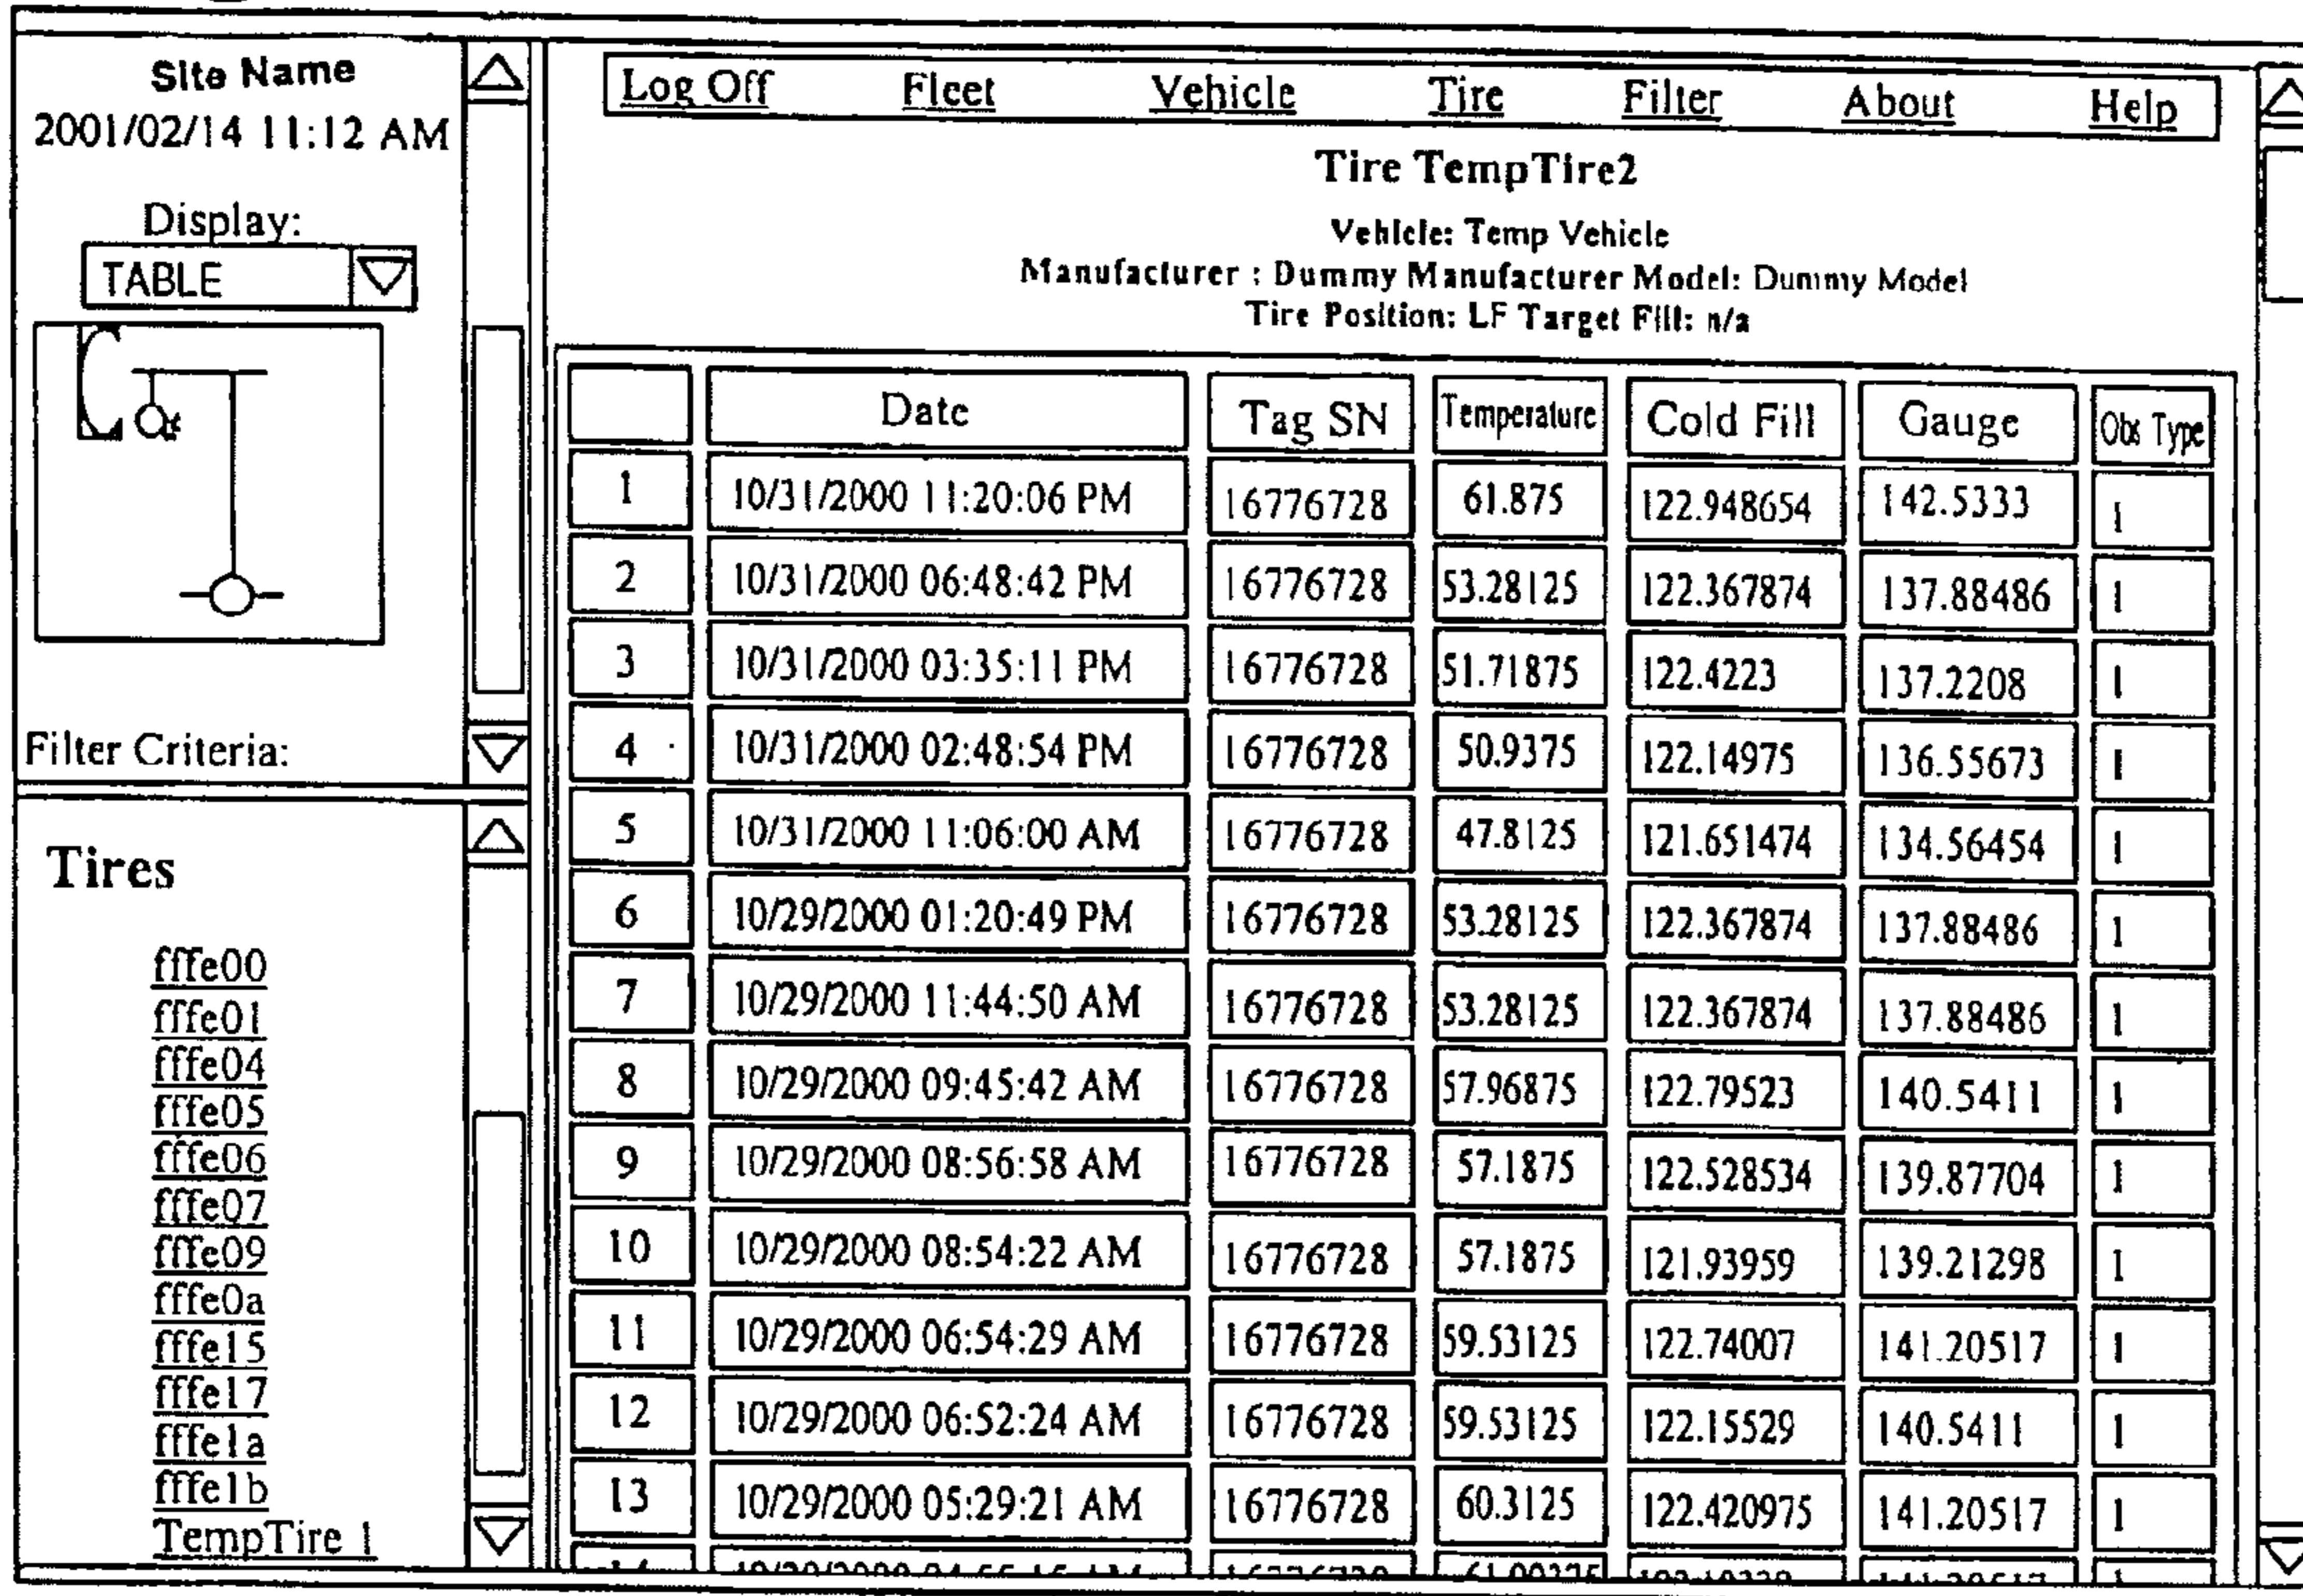 Site Name
2001/02/14 11:12 AM
Display:
TABLE
Filter Criteria:
Tires
fffe00
fffe01
fffe04
fffe05
fffe06
fffe07
fffe09
fffe0a
fffe15
fffe17
fffe1a
fffe1b
TempTire 1
Log Off Fleet Vehicle Tire Filter About Help
Tire TempTire2
Vehicle: Temp Vehicle
Manufacturer : Dummy Manufacturer Model: Dummy Model
Tire Position: LF Target Fill: n/a
Date Tag SN Temperature Cold Fill Gauge Obs Type
1 10/31/2000 11:20:06 PM 16776728 61.875 122.948654 142.5333 1
2 10/31/2000 06:48:42 PM 16776728 53.28125 122.367874 137.88486 1
3 10/31/2000 03:35:11 PM 16776728 51.71875 122.4223 137.2208 1
4 10/31/2000 02:48:54 PM 16776728 50.9375 122.14975 136.55673 1
5 10/31/2000 11:06:00 AM 16776728 47.8125 121.651474 134.56454 1
6 10/29/2000 01:20:49 PM 16776728 53.28125 122.367874 137.88486 1
7 10/29/2000 11:44:50 AM 16776728 53.28125 122.367874 137.88486 1
8 10/29/2000 09:45:42 AM 16776728 57.96875 122.79523 140.5411 1
9 10/29/2000 08:56:58 AM 16776728 57.1875 122.528534 139.87704 1
10 10/29/2000 08:54:22 AM 16776728 57.1875 121.93959 139.21298 1
11 10/29/2000 06:54:29 AM 16776728 59.53125 122.74007 141.20517 1
12 10/29/2000 06:52:24 AM 16776728 59.53125 122.15529 140.5411 1
13 10/29/2000 05:29:21 AM 16776728 60.3125 122.420975 141.20517 1